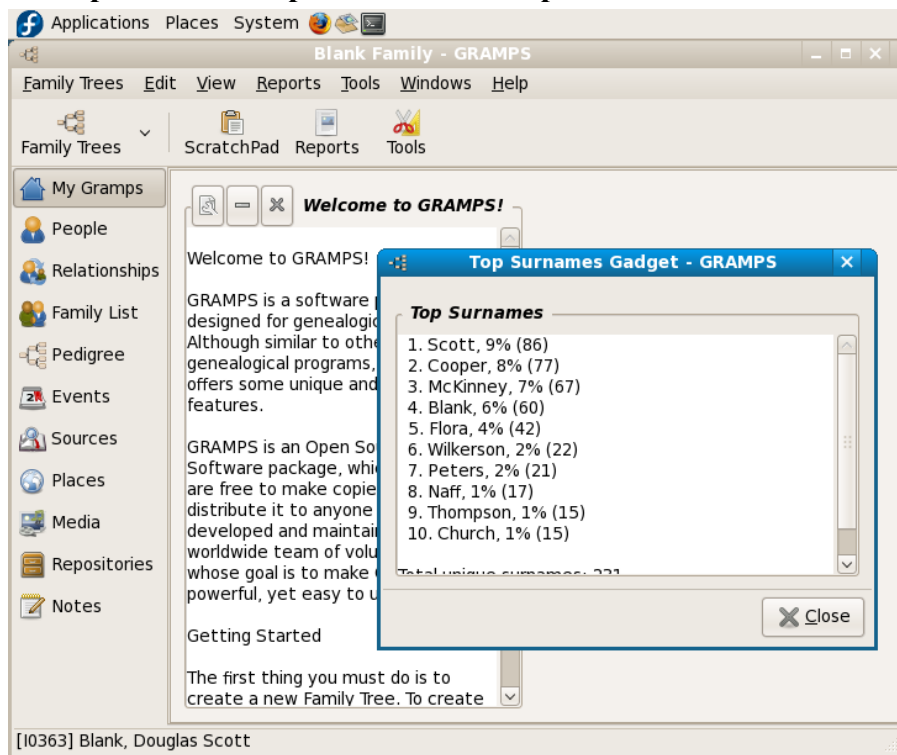 Applications Places System
Blank Family - GRAMPS
Family Trees Edit View Reports Tools Windows Help
Family Trees ScratchPad Reports Tools
My Gramps
People
Relationships
Family List
Pedigree
Events
Sources
Places
Media
Repositories
Notes
Welcome to GRAMPS!
Welcome to GRAMPS!
GRAMPS is a software
designed for genealogic
Although similar to othe
genealogical programs,
offers some unique and
features.
GRAMPS is an Open So
Software package, whi
are free to make copie
distribute it to anyone
developed and maintai
worldwide team of volu
whose goal is to make
powerful, yet easy to u
Getting Started
The first thing you must do is to
create a new Family Tree. To create
Top Surnames Gadget - GRAMPS
Top Surnames
1. Scott, 9% (86)
2. Cooper, 8% (77)
3. McKinney, 7% (67)
4. Blank, 6% (60)
5. Flora, 4% (42)
6. Wilkerson, 2% (22)
7. Peters, 2% (21)
8. Naff, 1% (17)
9. Thompson, 1% (15)
10. Church, 1% (15)
Total unique surnames: 231
Close
[I0363] Blank, Douglas Scott